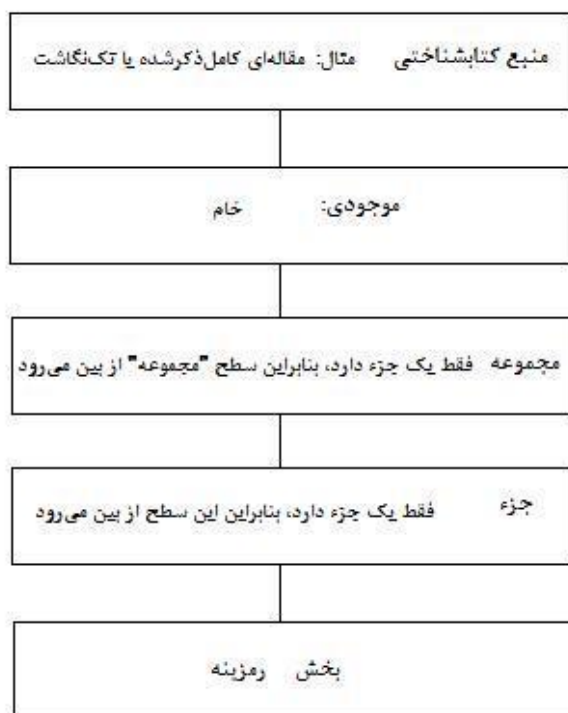 منبع کتابشناختی مثال: مقاله‌ای کامل‌ذکرشده یا تک‌نگاشت
موجودی: خام
مجموعه فقط یک جزء دارد، بنابراین سطح "مجموعه" از بین می‌رود
جزء فقط یک جزء دارد، بنابراین این سطح از بین می‌رود
بخش رمزینه